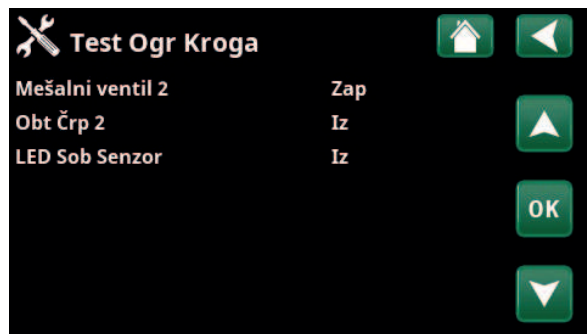 Test Ogr Kroga
Mešalni ventil 2 Zap
Obt Črp 2 Iz
LED Sob Senzor Iz
OK